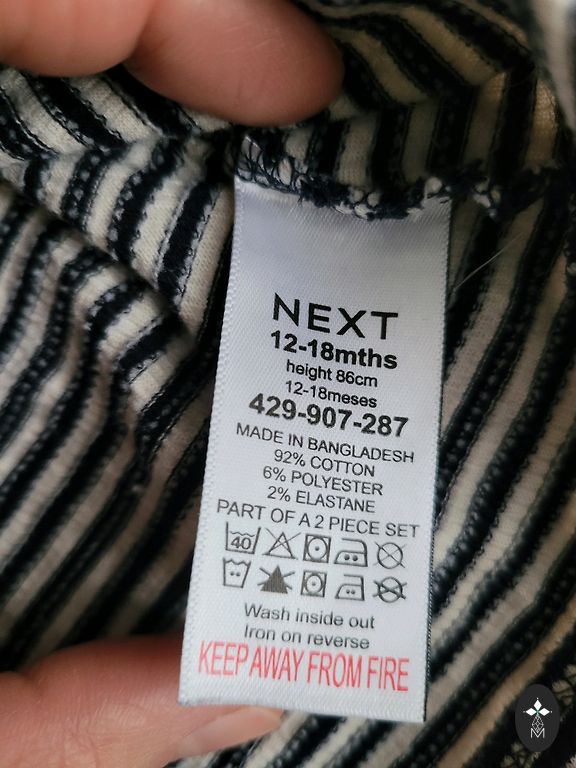 NEXT
12-18mths
height 86cm
12-18meses
429-907-287
MADE IN BANGLADESH
92% COTTON
6% POLYESTER
2% ELASTANE
PART OF A 2 PIECE SET
40
Wash inside out
Iron on reverse
KEEP AWAY FROM FIRE
M